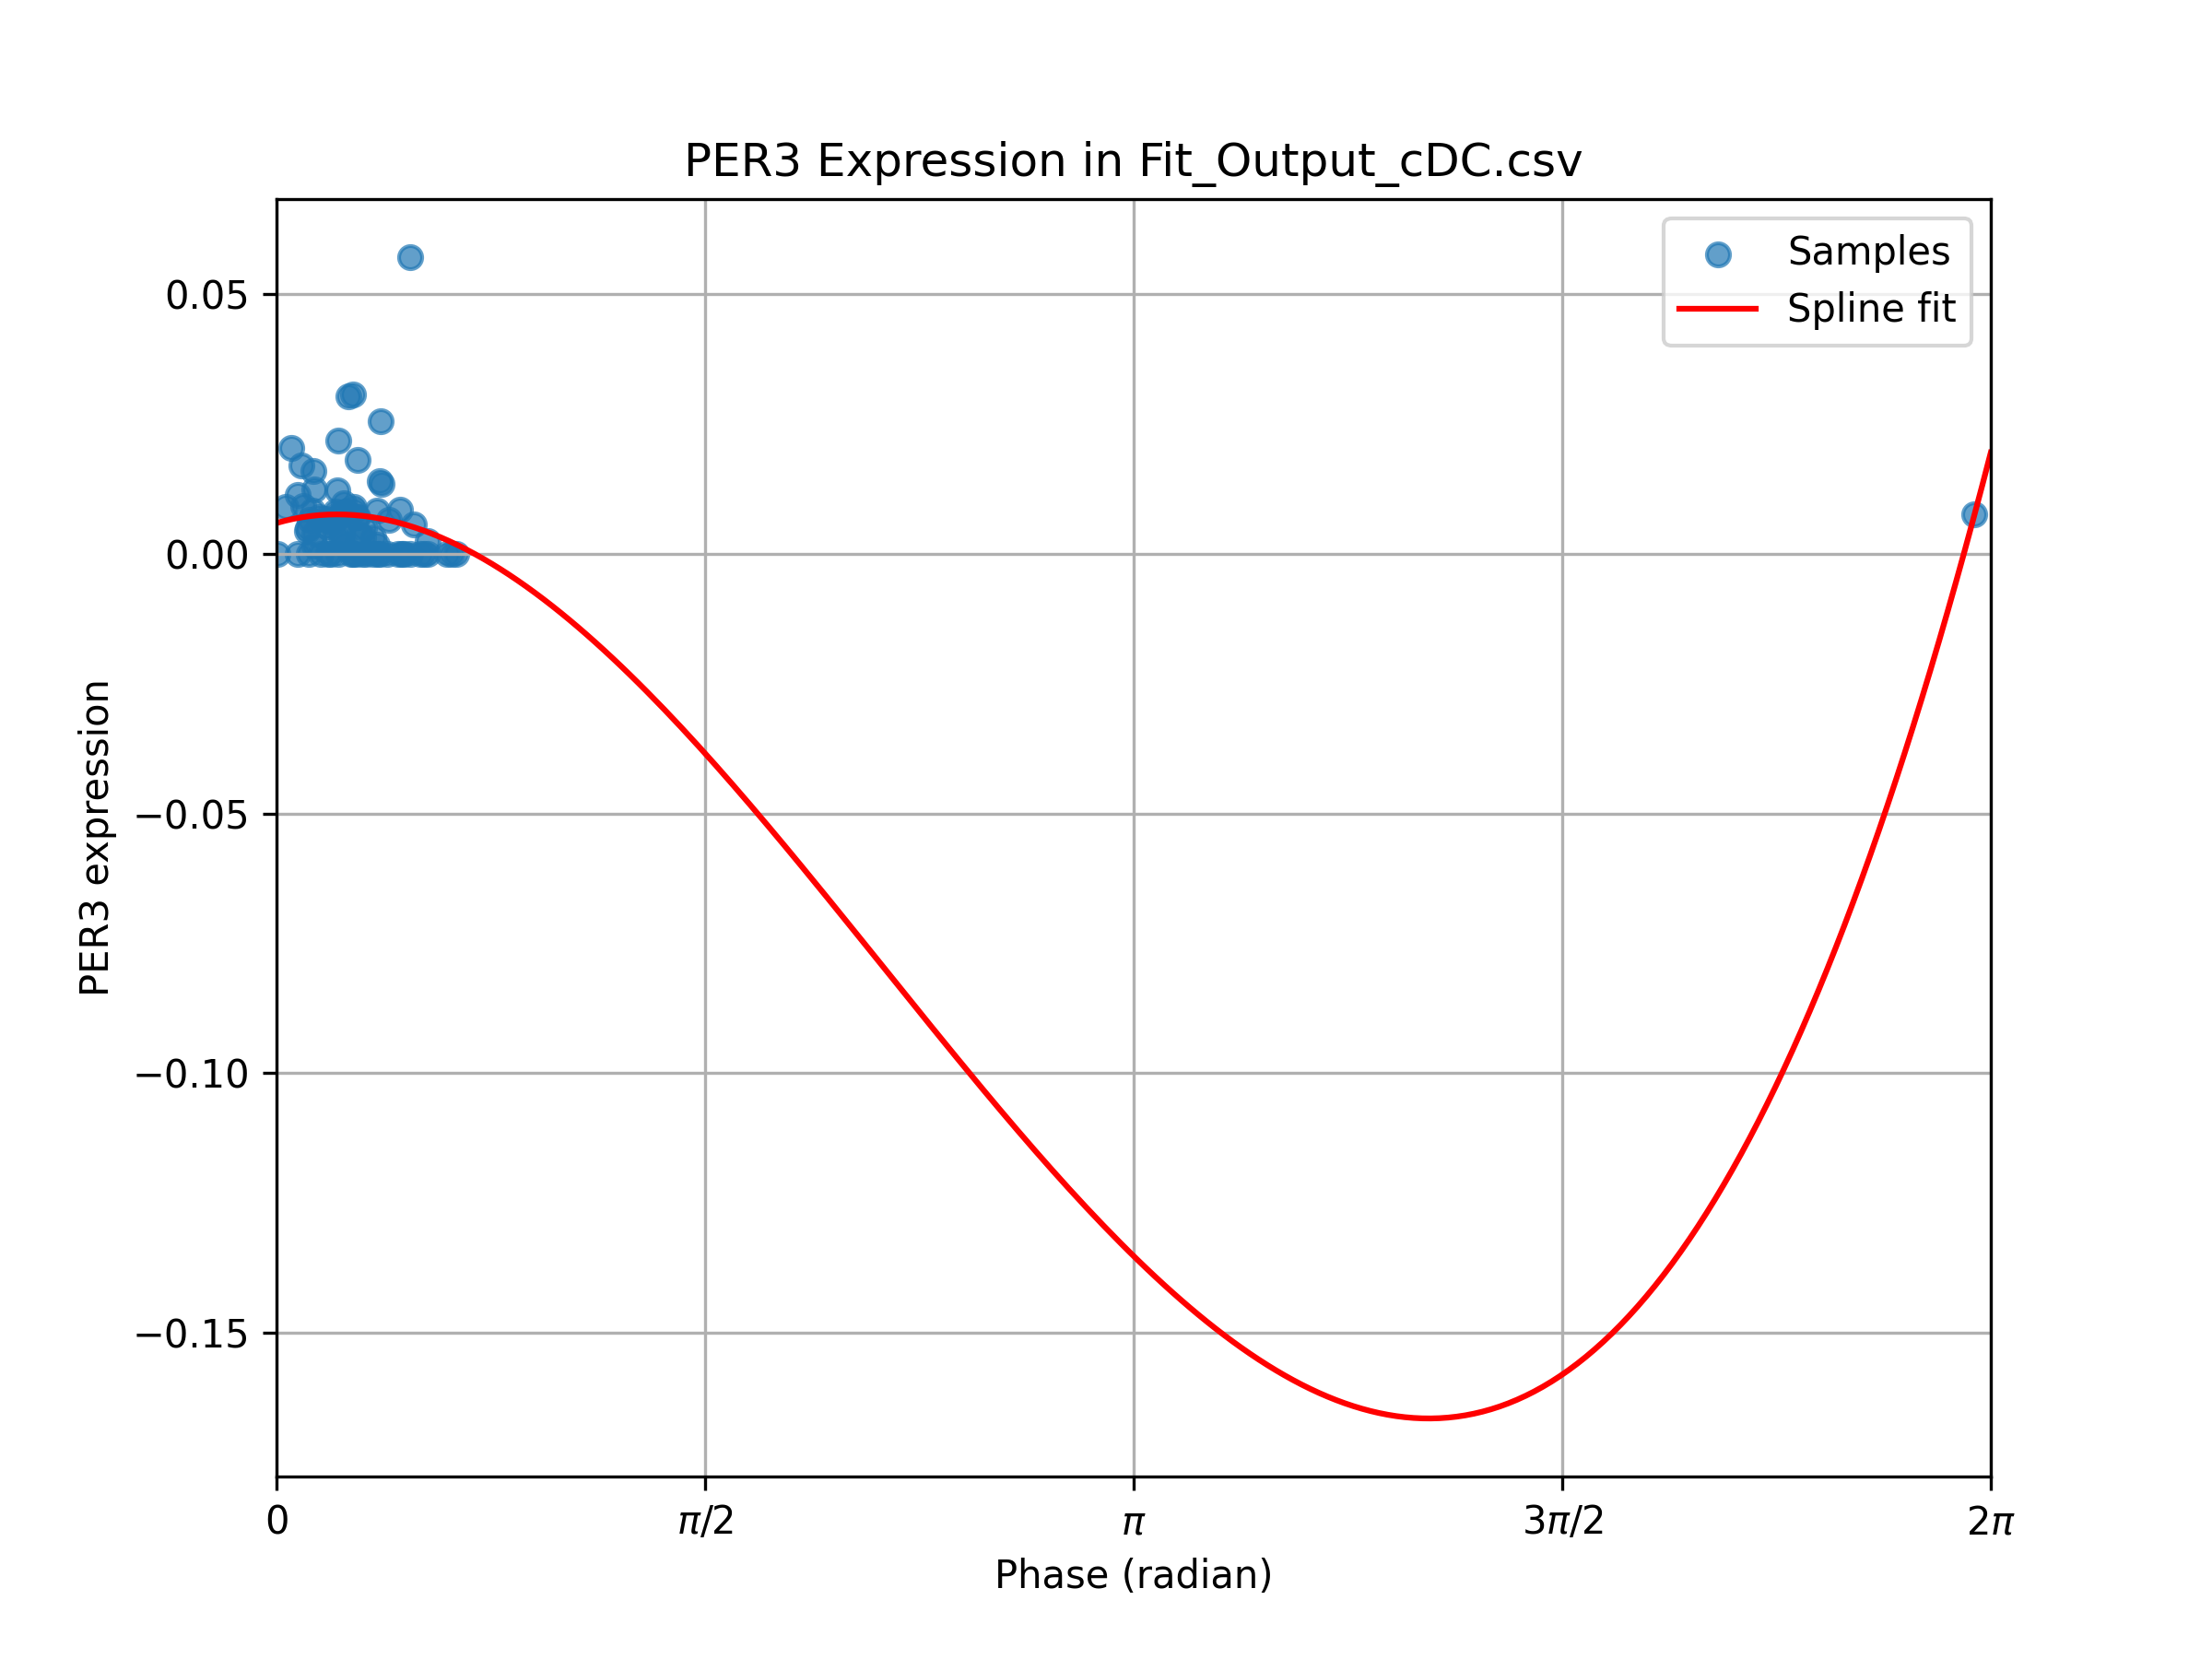 PER3 Expression in Fit_Output_cDC.csv
Samples
Spline fit
PER3 expression
0.05
0.00
−0.05
−0.10
−0.15
0
π/2
π
3π/2
2π
Phase (radian)